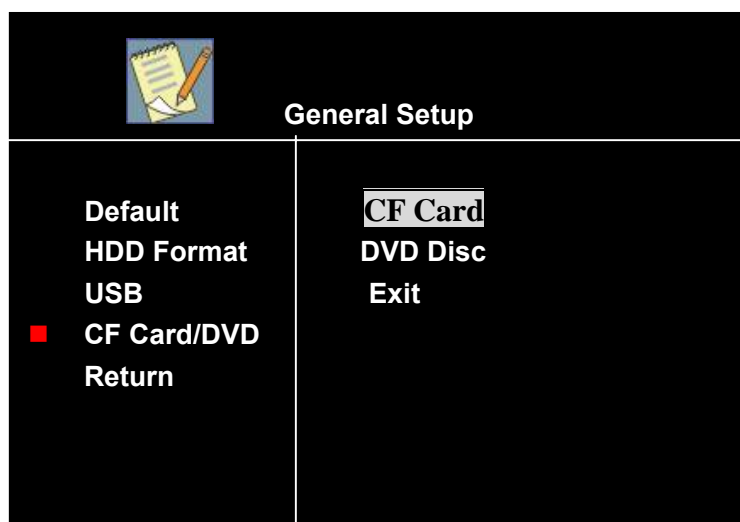 General Setup
Default
HDD Format
USB
CF Card/DVD
Return
CF Card
DVD Disc
Exit